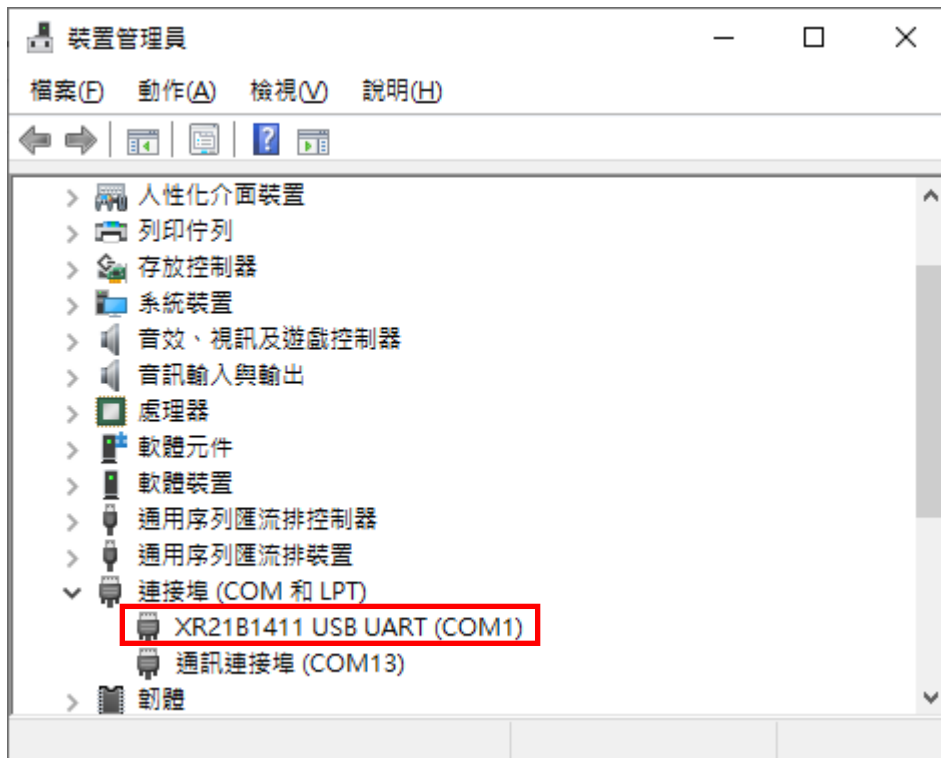 裝置管理員
檔案(F) 動作(A) 檢視(V) 說明(H)
人性化介面裝置
列印佇列
存放控制器
系統裝置
音效、視訊及遊戲控制器
音訊輸入與輸出
處理器
軟體元件
軟體裝置
通用序列匯流排控制器
通用序列匯流排裝置
連接埠 (COM 和 LPT)
XR21B1411 USB UART (COM1)
通訊連接埠 (COM13)
韌體